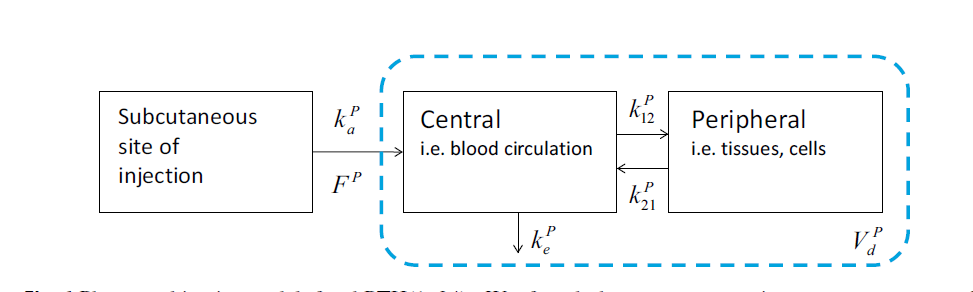 Subcutaneous
site of
injection
k_a^P
F^P
Central
i.e. blood circulation
k_12^P
k_21^P
Peripheral
i.e. tissues, cells
k_e^P
V_d^P